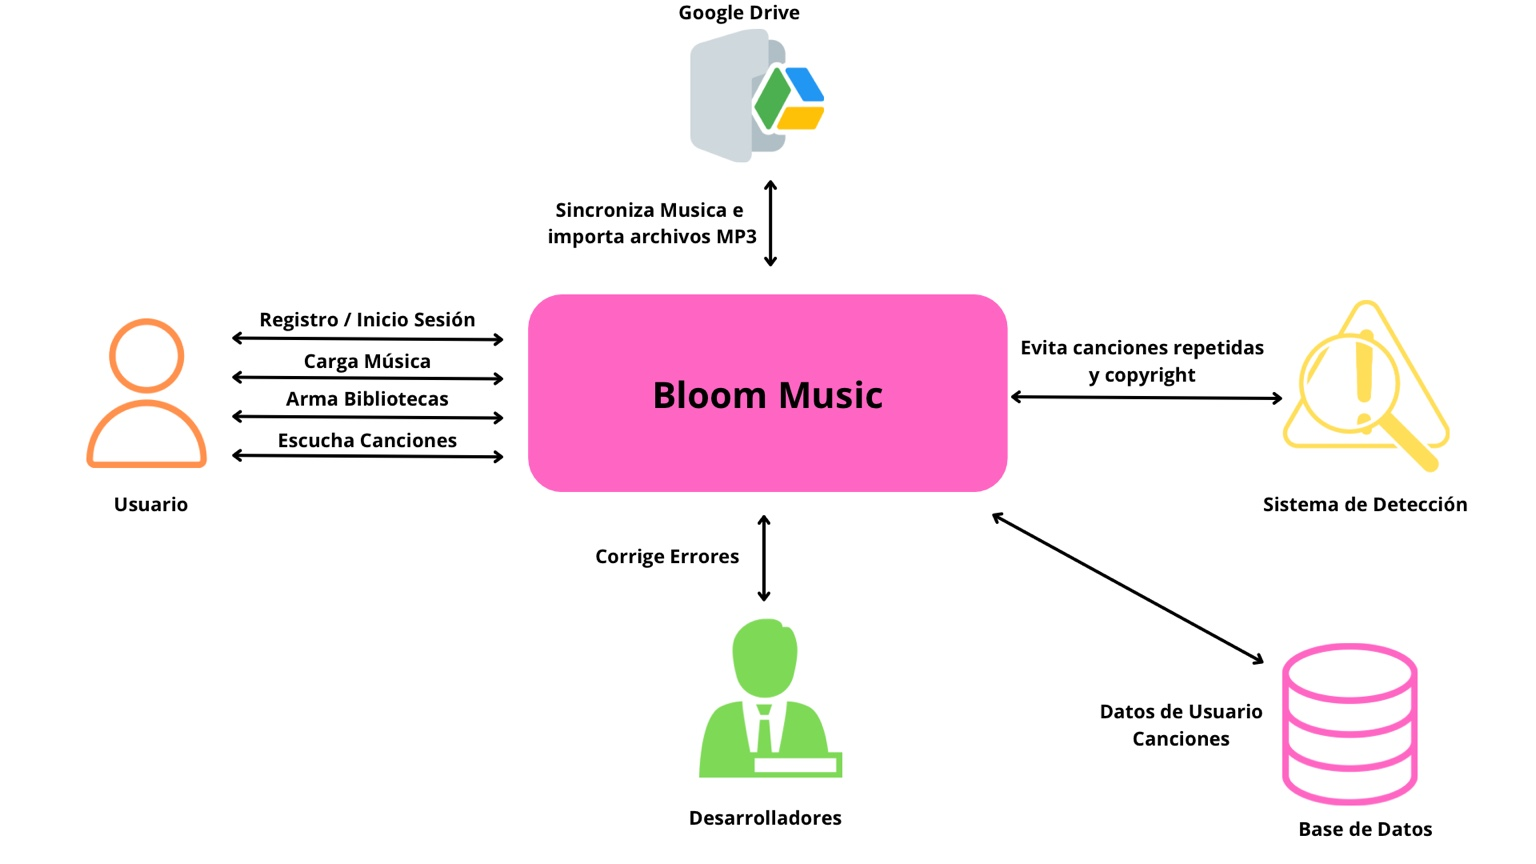 Google Drive
Sincroniza Musica e
importa archivos MP3
Registro / Inicio Sesión
Carga Música
Arma Bibliotecas
Escucha Canciones
Usuario
Bloom Music
Evita canciones repetidas
y copyright
Sistema de Detección
Corrige Errores
Desarrolladores
Datos de Usuario
Canciones
Base de Datos